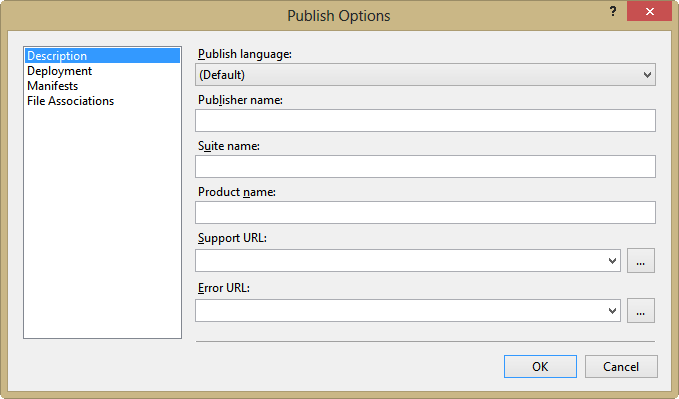 Publish Options
?
Description
Deployment
Manifests
File Associations
Publish language:
(Default)
Publisher name:
Suite name:
Product name:
Support URL:
...
Error URL:
...
OK
Cancel